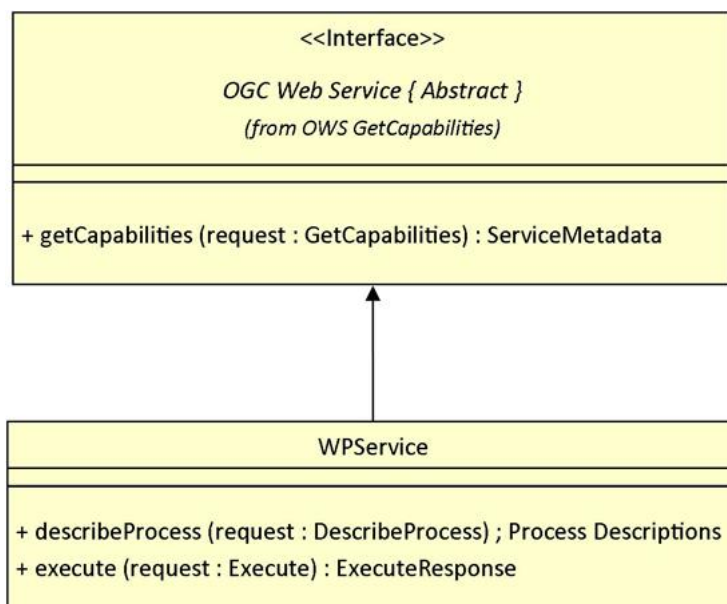 <<Interface>>
OGC Web Service { Abstract }
(from OWS GetCapabilities)
+ getCapabilities (request : GetCapabilities) : ServiceMetadata
WPService
+ describeProcess (request : DescribeProcess) ; Process Descriptions
+ execute (request : Execute) : ExecuteResponse